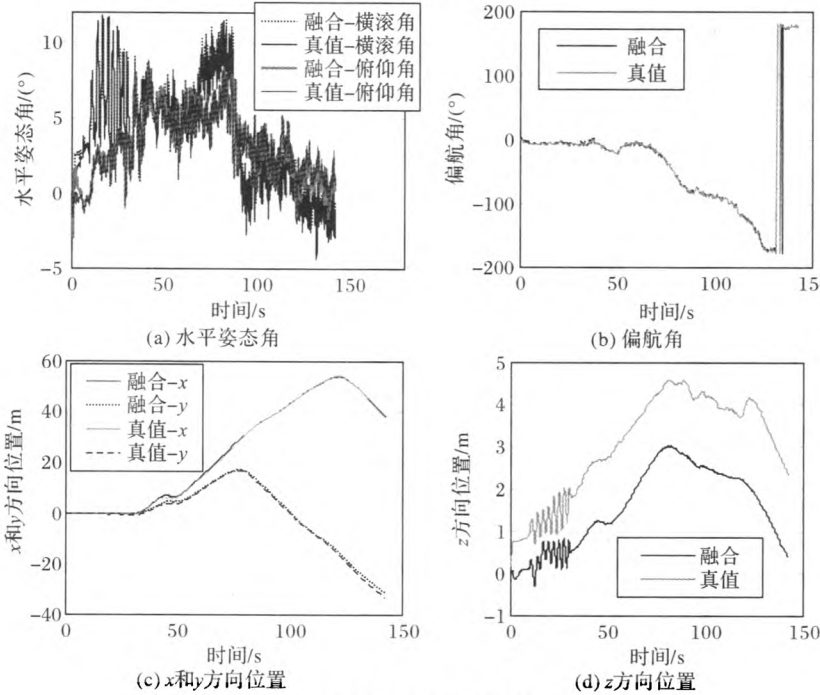 水平姿态角/(°)
10
5
0
−5
融合−横滚角
真值−横滚角
融合−俯仰角
真值−俯仰角
0
50
100
150
时间/s
(a) 水平姿态角
偏航角/(°)
200
100
0
−100
−200
融合
真值
0
50
100
150
时间/s
(b) 偏航角
x和y方向位置/m
60
40
20
0
−20
−40
融合−x
融合−y
真值−x
真值−y
0
50
100
150
时间/s
(c) x和y方向位置
z方向位置/m
5
4
3
2
1
0
−1
融合
真值
0
50
100
150
时间/s
(d) z方向位置